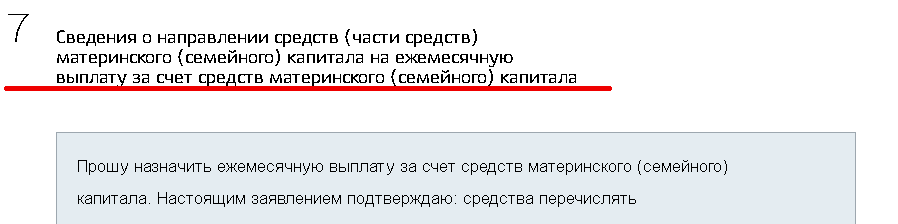 7
Сведения о направлении средств (части средств)
материнского (семейного) капитала на ежемесячную
выплату за счет средств материнского (семейного) капитала
Прошу назначить ежемесячную выплату за счет средств материнского (семейного)
капитала. Настоящим заявлением подтверждаю: средства перечислять